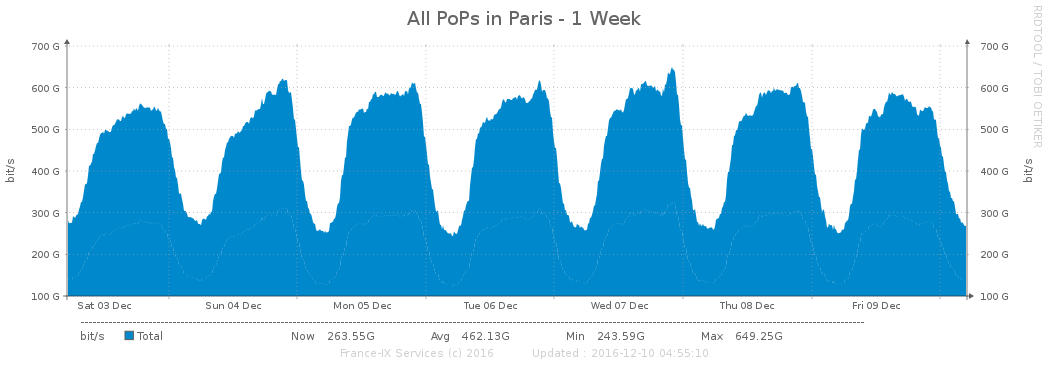 All PoPs in Paris - 1 Week
RRDTOOL / TOBI OETIKER
700 G 700 G
600 G 600 G
500 G 500 G
400 G 400 G
300 G 300 G
200 G 200 G
100 G 100 G
bit/s bit/s
Sat 03 Dec Sun 04 Dec Mon 05 Dec Tue 06 Dec Wed 07 Dec Thu 08 Dec Fri 09 Dec
bit/s Total Now 263.55G Avg 462.13G Min 243.59G Max 649.25G
France-IX Services (c) 2016 Updated : 2016-12-10 04:55:10